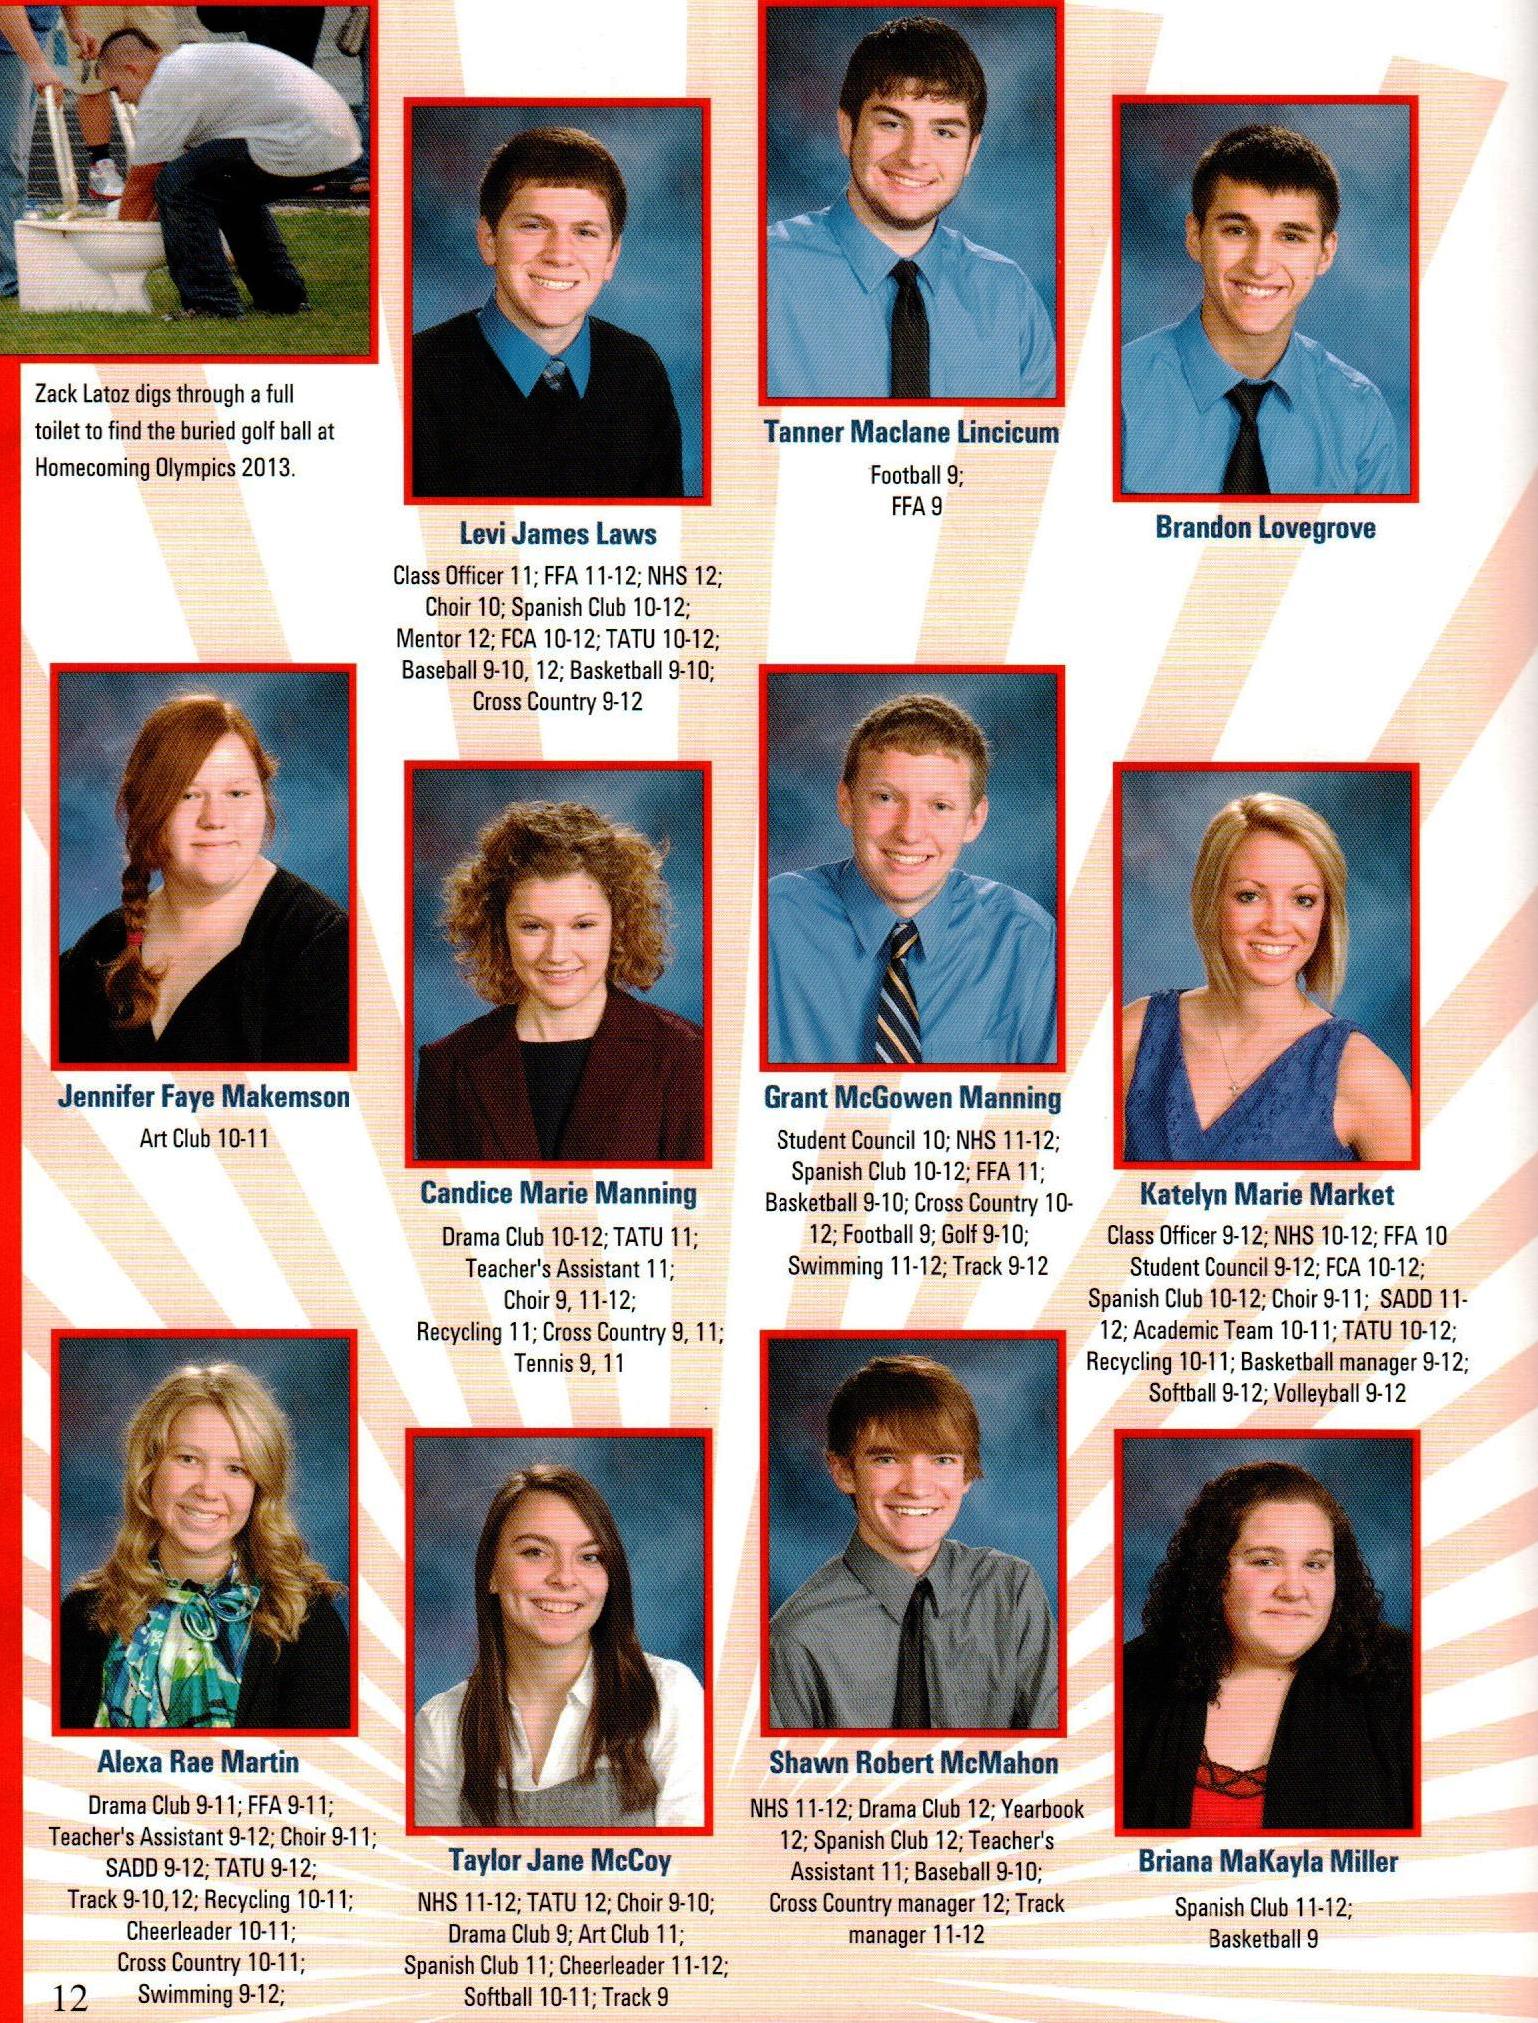 Zack Latoz digs through a full
toilet to find the buried golf ball at
Homecoming Olympics 2013.
Levi James Laws
Class Officer 11; FFA 11-12; NHS 12;
Choir 10; Spanish Club 10-12;
Mentor 12; FCA 10-12; TATU 10-12;
Baseball 9-10, 12; Basketball 9-10;
Cross Country 9-12
Tanner Maclane Lincicum
Football 9;
FFA 9
Brandon Lovegrove
Jennifer Faye Makemson
Art Club 10-11
Candice Marie Manning
Drama Club 10-12; TATU 11;
Teacher's Assistant 11;
Choir 9, 11-12;
Recycling 11; Cross Country 9, 11;
Tennis 9, 11
Grant McGowen Manning
Student Council 10; NHS 11-12;
Spanish Club 10-12; FFA 11;
Basketball 9-10; Cross Country 10-
12; Football 9; Golf 9-10;
Swimming 11-12; Track 9-12
Katelyn Marie Market
Class Officer 9-12; NHS 10-12; FFA 10
Student Council 9-12; FCA 10-12;
Spanish Club 10-12; Choir 9-11; SADD 11-
12; Academic Team 10-11; TATU 10-12;
Recycling 10-11; Basketball manager 9-12;
Softball 9-12; Volleyball 9-12
Alexa Rae Martin
Drama Club 9-11; FFA 9-11;
Teacher's Assistant 9-12; Choir 9-11;
SADD 9-12; TATU 9-12;
Track 9-10,12; Recycling 10-11;
Cheerleader 10-11;
Cross Country 10-11;
Swimming 9-12;
Taylor Jane McCoy
NHS 11-12; TATU 12; Choir 9-10;
Drama Club 9; Art Club 11;
Spanish Club 11; Cheerleader 11-12;
Softball 10-11; Track 9
Shawn Robert McMahon
NHS 11-12; Drama Club 12; Yearbook
12; Spanish Club 12; Teacher's
Assistant 11; Baseball 9-10;
Cross Country manager 12; Track
manager 11-12
Briana MaKayla Miller
Spanish Club 11-12;
Basketball 9
12